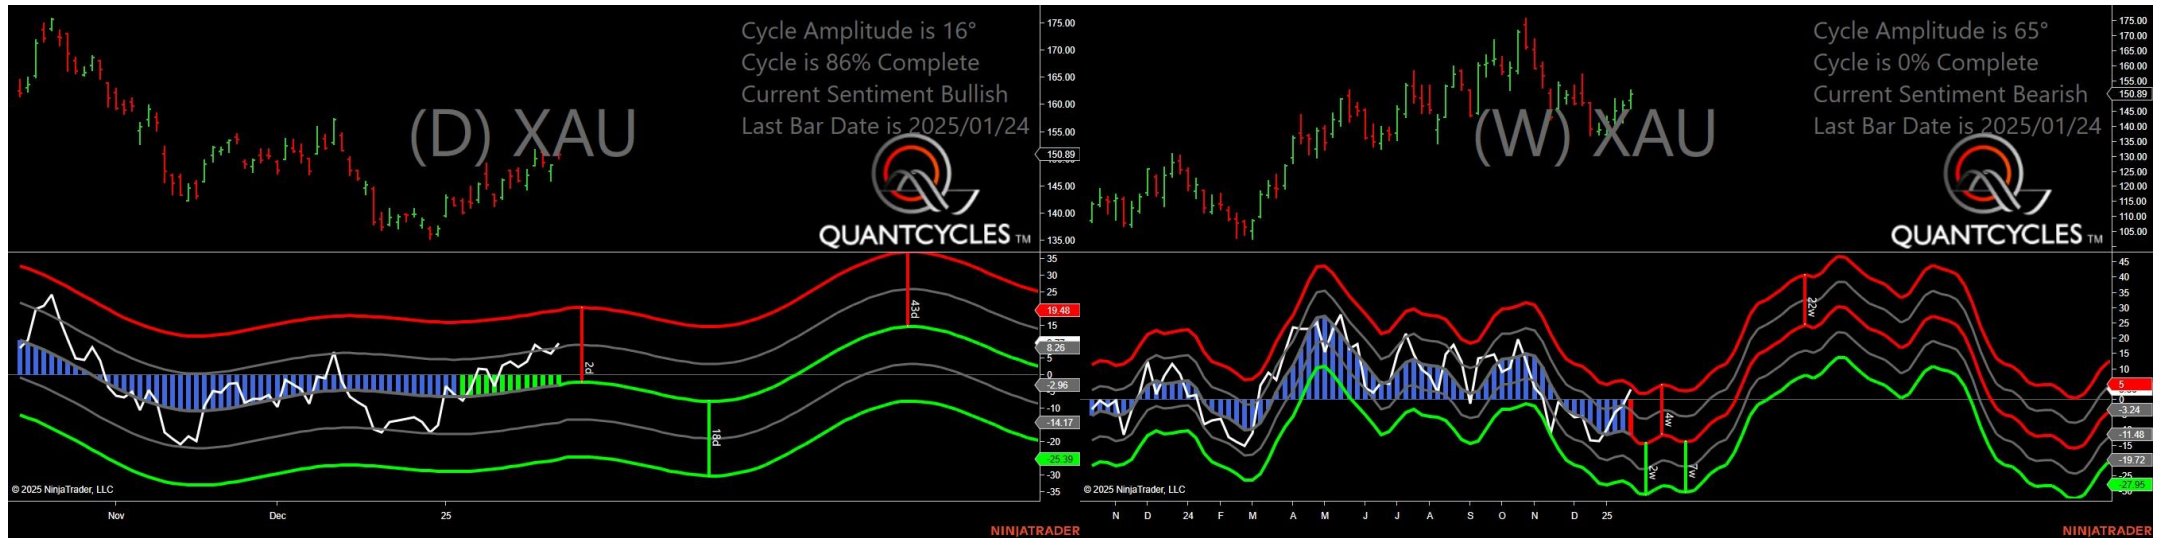 Cycle Amplitude is 16°
Cycle is 86% Complete
Current Sentiment Bullish
Last Bar Date is 2025/01/24
(D) XAU
QUANTCYCLES TM
175.00
170.00
165.00
160.00
155.00
150.89
145.00
140.00
135.00
35
30
25
19.48
15
8.26
5
0
-2.96
-5
-10
-14.17
-20
-25.39
-30
-35
2d
18d
43d
© 2025 NinjaTrader, LLC
Nov
Dec
25
NINJATRADER
Cycle Amplitude is 65°
Cycle is 0% Complete
Current Sentiment Bearish
Last Bar Date is 2025/01/24
(W) XAU
QUANTCYCLES TM
175.00
170.00
165.00
160.00
155.00
150.89
145.00
140.00
135.00
130.00
125.00
120.00
115.00
110.00
105.00
45
40
35
30
25
20
15
10
5
0
-3.24
-11.48
-15
-19.72
-25
-27.95
2w
4w
7w
22w
© 2025 NinjaTrader, LLC
N D 24 F M A M J J A S O N D 25
NINJATRADER